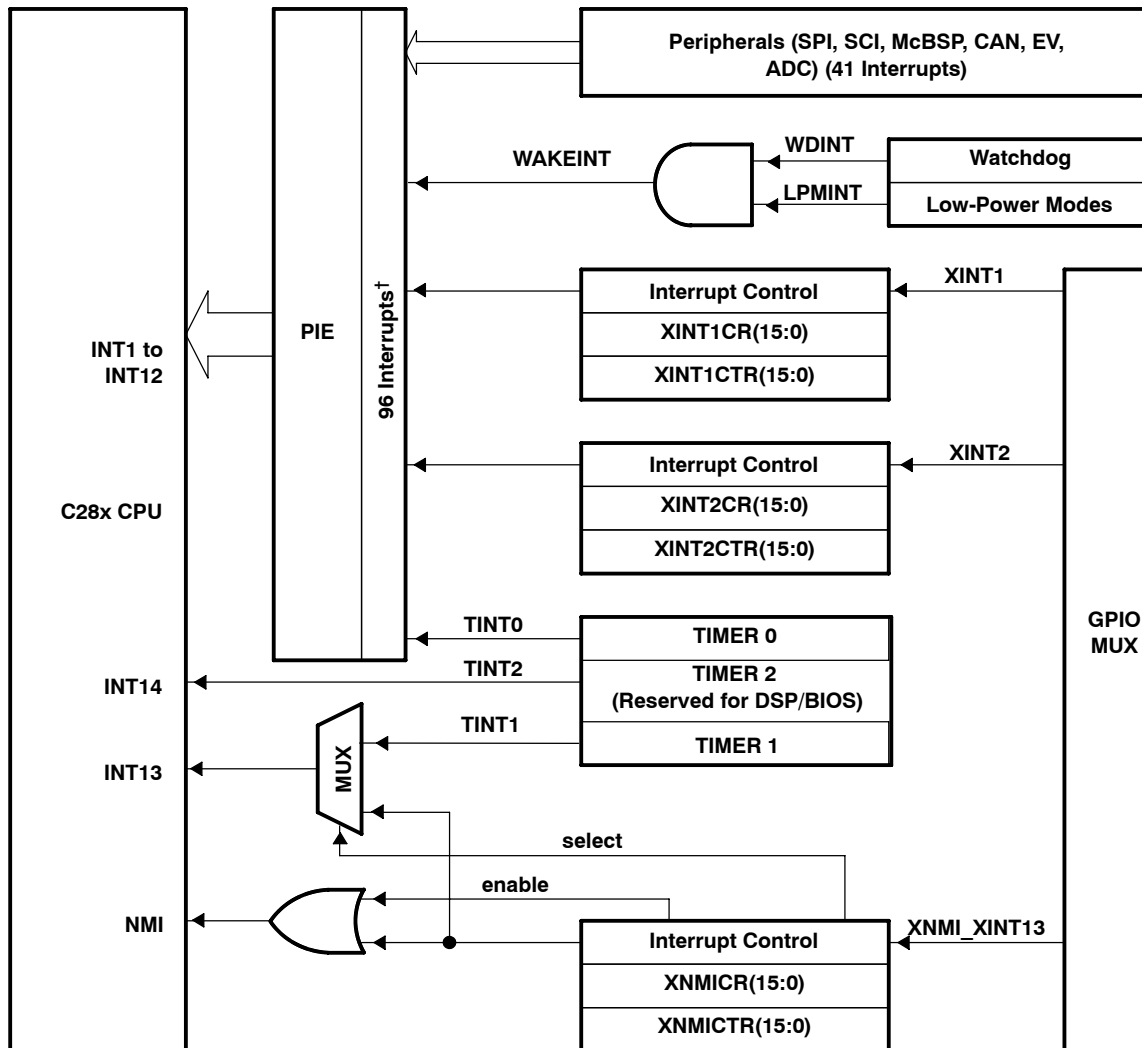 Peripherals (SPI, SCI, McBSP, CAN, EV,
ADC) (41 Interrupts)
WDINT
Watchdog
WAKEINT
LPMINT
Low-Power Modes
XINT1
Interrupt Control
XINT1CR(15:0)
XINT1CTR(15:0)
PIE
96 Interrupts†
INT1 to
INT12
XINT2
Interrupt Control
XINT2CR(15:0)
XINT2CTR(15:0)
C28x CPU
GPIO
MUX
TINT0
TIMER 0
TINT2
TIMER 2
(Reserved for DSP/BIOS)
INT14
TINT1
TIMER 1
INT13
MUX
select
enable
NMI
XNMI_XINT13
Interrupt Control
XNMICR(15:0)
XNMICTR(15:0)